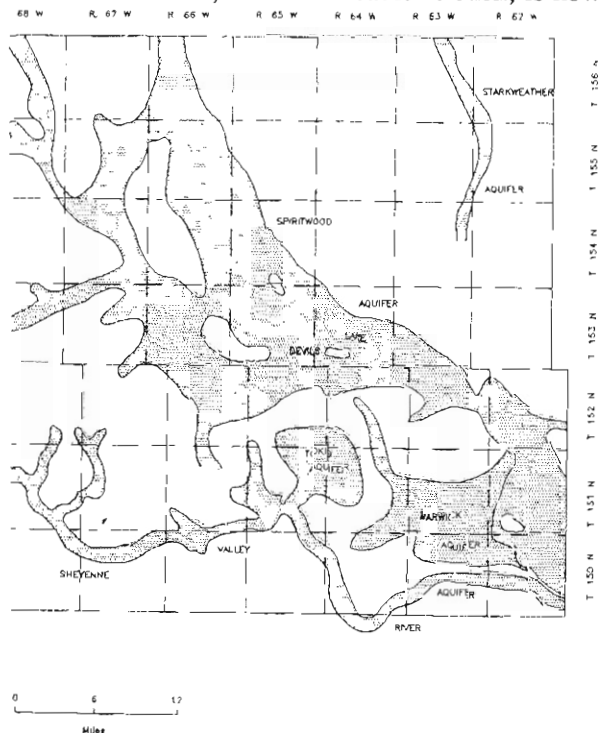 68 W R. 67 W R 66 W R 65 W R 64 W R 63 W R 62 W
T 156 N
STARKWEATHER
T 155 N
AQUIFER
SPIRITWOOD
T 154 N
AQUIFER
T 153 N
LAKE
DEVILS
T 152 N
AQUIFER
T 151 N
WARWICK
AQUIFER
VALLEY
SHEYENNE
T 150 N
AQUIFER
RIVER
0 6 12
Miles